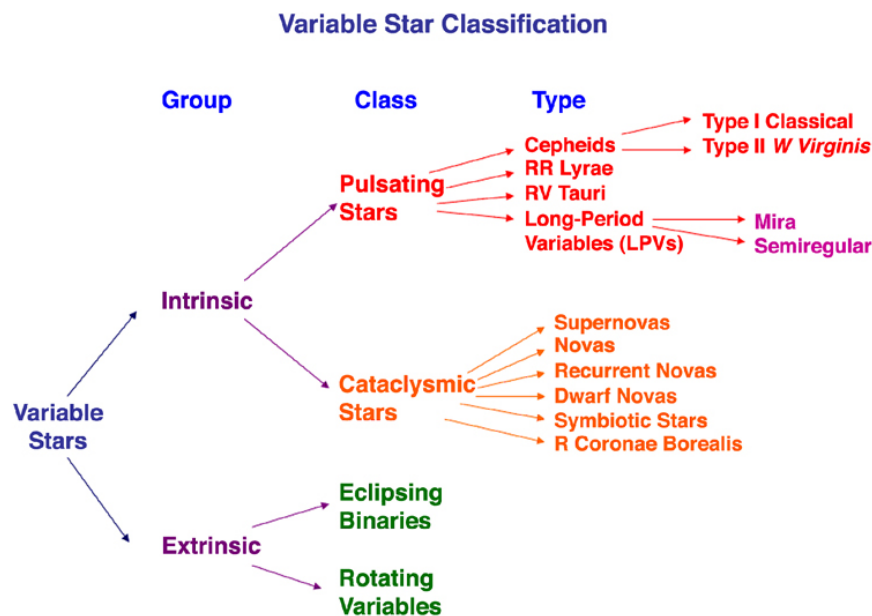 Variable Star Classification
Group
Class
Type
Type I Classical
Cepheids
Type II W Virginis
RR Lyrae
Pulsating
Stars
RV Tauri
Long-Period
Variables (LPVs)
Mira
Semiregular
Intrinsic
Supernovas
Novas
Recurrent Novas
Cataclysmic
Stars
Dwarf Novas
Symbiotic Stars
R Coronae Borealis
Variable
Stars
Eclipsing
Binaries
Extrinsic
Rotating
Variables